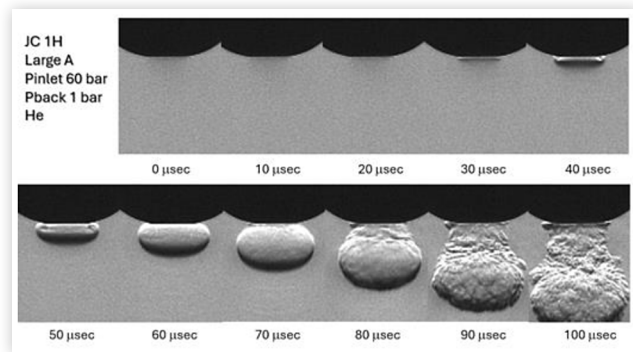 JC 1H
Large A
Pinlet 60 bar
Pback 1 bar
He
0 μsec 10 μsec 20 μsec 30 μsec 40 μsec
50 μsec 60 μsec 70 μsec 80 μsec 90 μsec 100 μsec